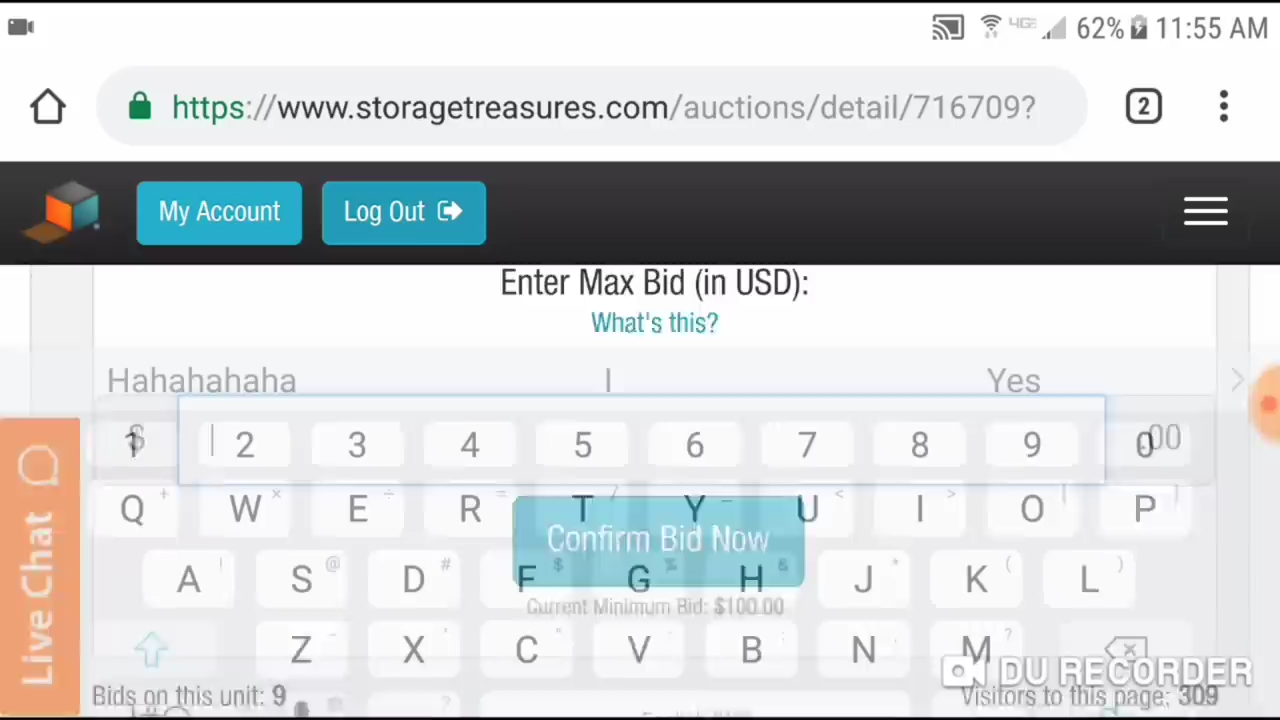 4GE 62% 11:55 AM
https://www.storagetreasures.com/auctions/detail/716709?
2
My Account
Log Out
Enter Max Bid (in USD):
What's this?
Hahahahaha I Yes
$ .00
1 2 3 4 5 6 7 8 9 0
Q W E R T Y U I O P
Confirm Bid Now
A S D F G H J K L
Current Minimum Bid: $100.00
Z X C V B N M
Live Chat
DU RECORDER
Bids on this unit: 9
Visitors to this page: 309